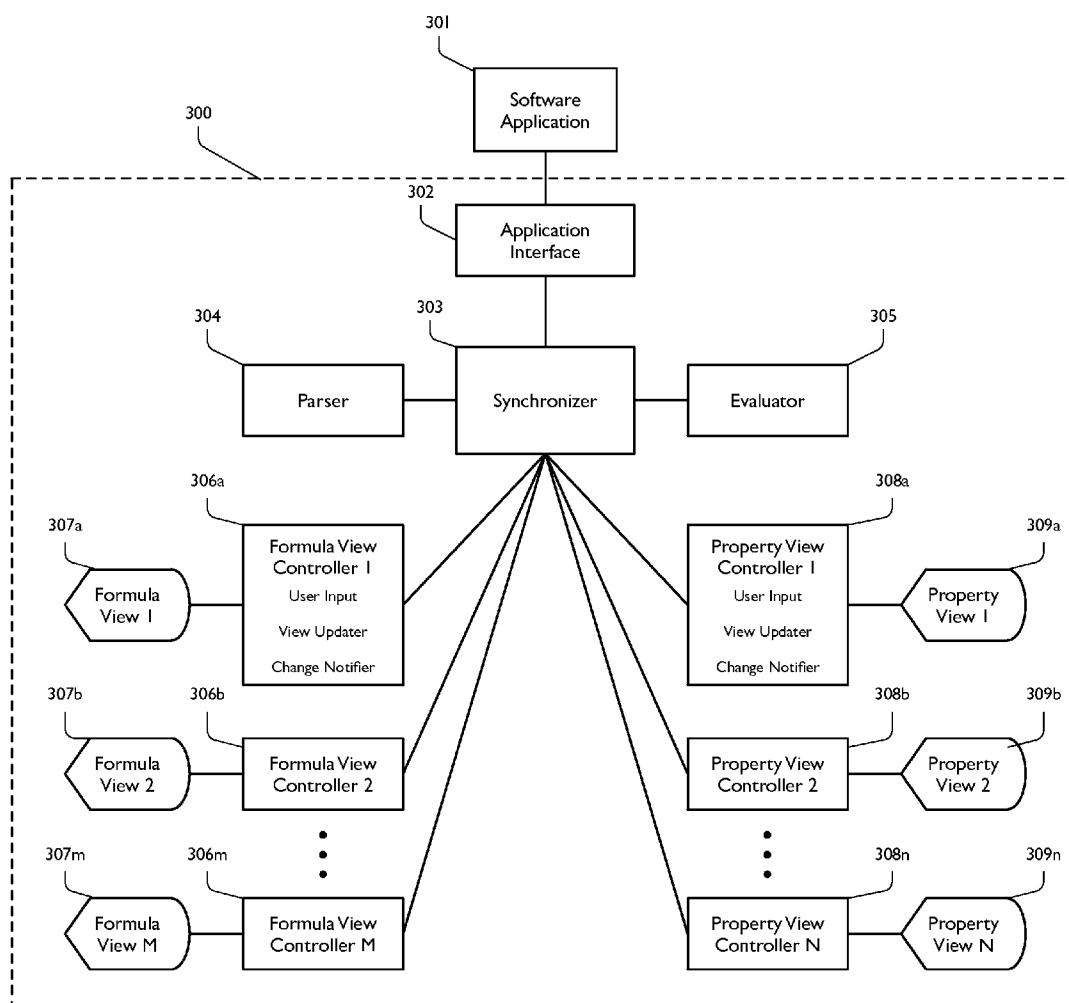 301
Software
Application
300
302
Application
Interface
303
304
305
Parser
Synchronizer
Evaluator
306a
308a
307a
309a
Formula View
Controller 1
User Input
View Updater
Change Notifier
Formula
View 1
Property View
Controller 1
User Input
View Updater
Change Notifier
Property
View 1
307b
306b
308b
309b
Formula
View 2
Formula View
Controller 2
Property View
Controller 2
Property
View 2
307m
306m
308n
309n
Formula
View M
Formula View
Controller M
Property View
Controller N
Property
View N